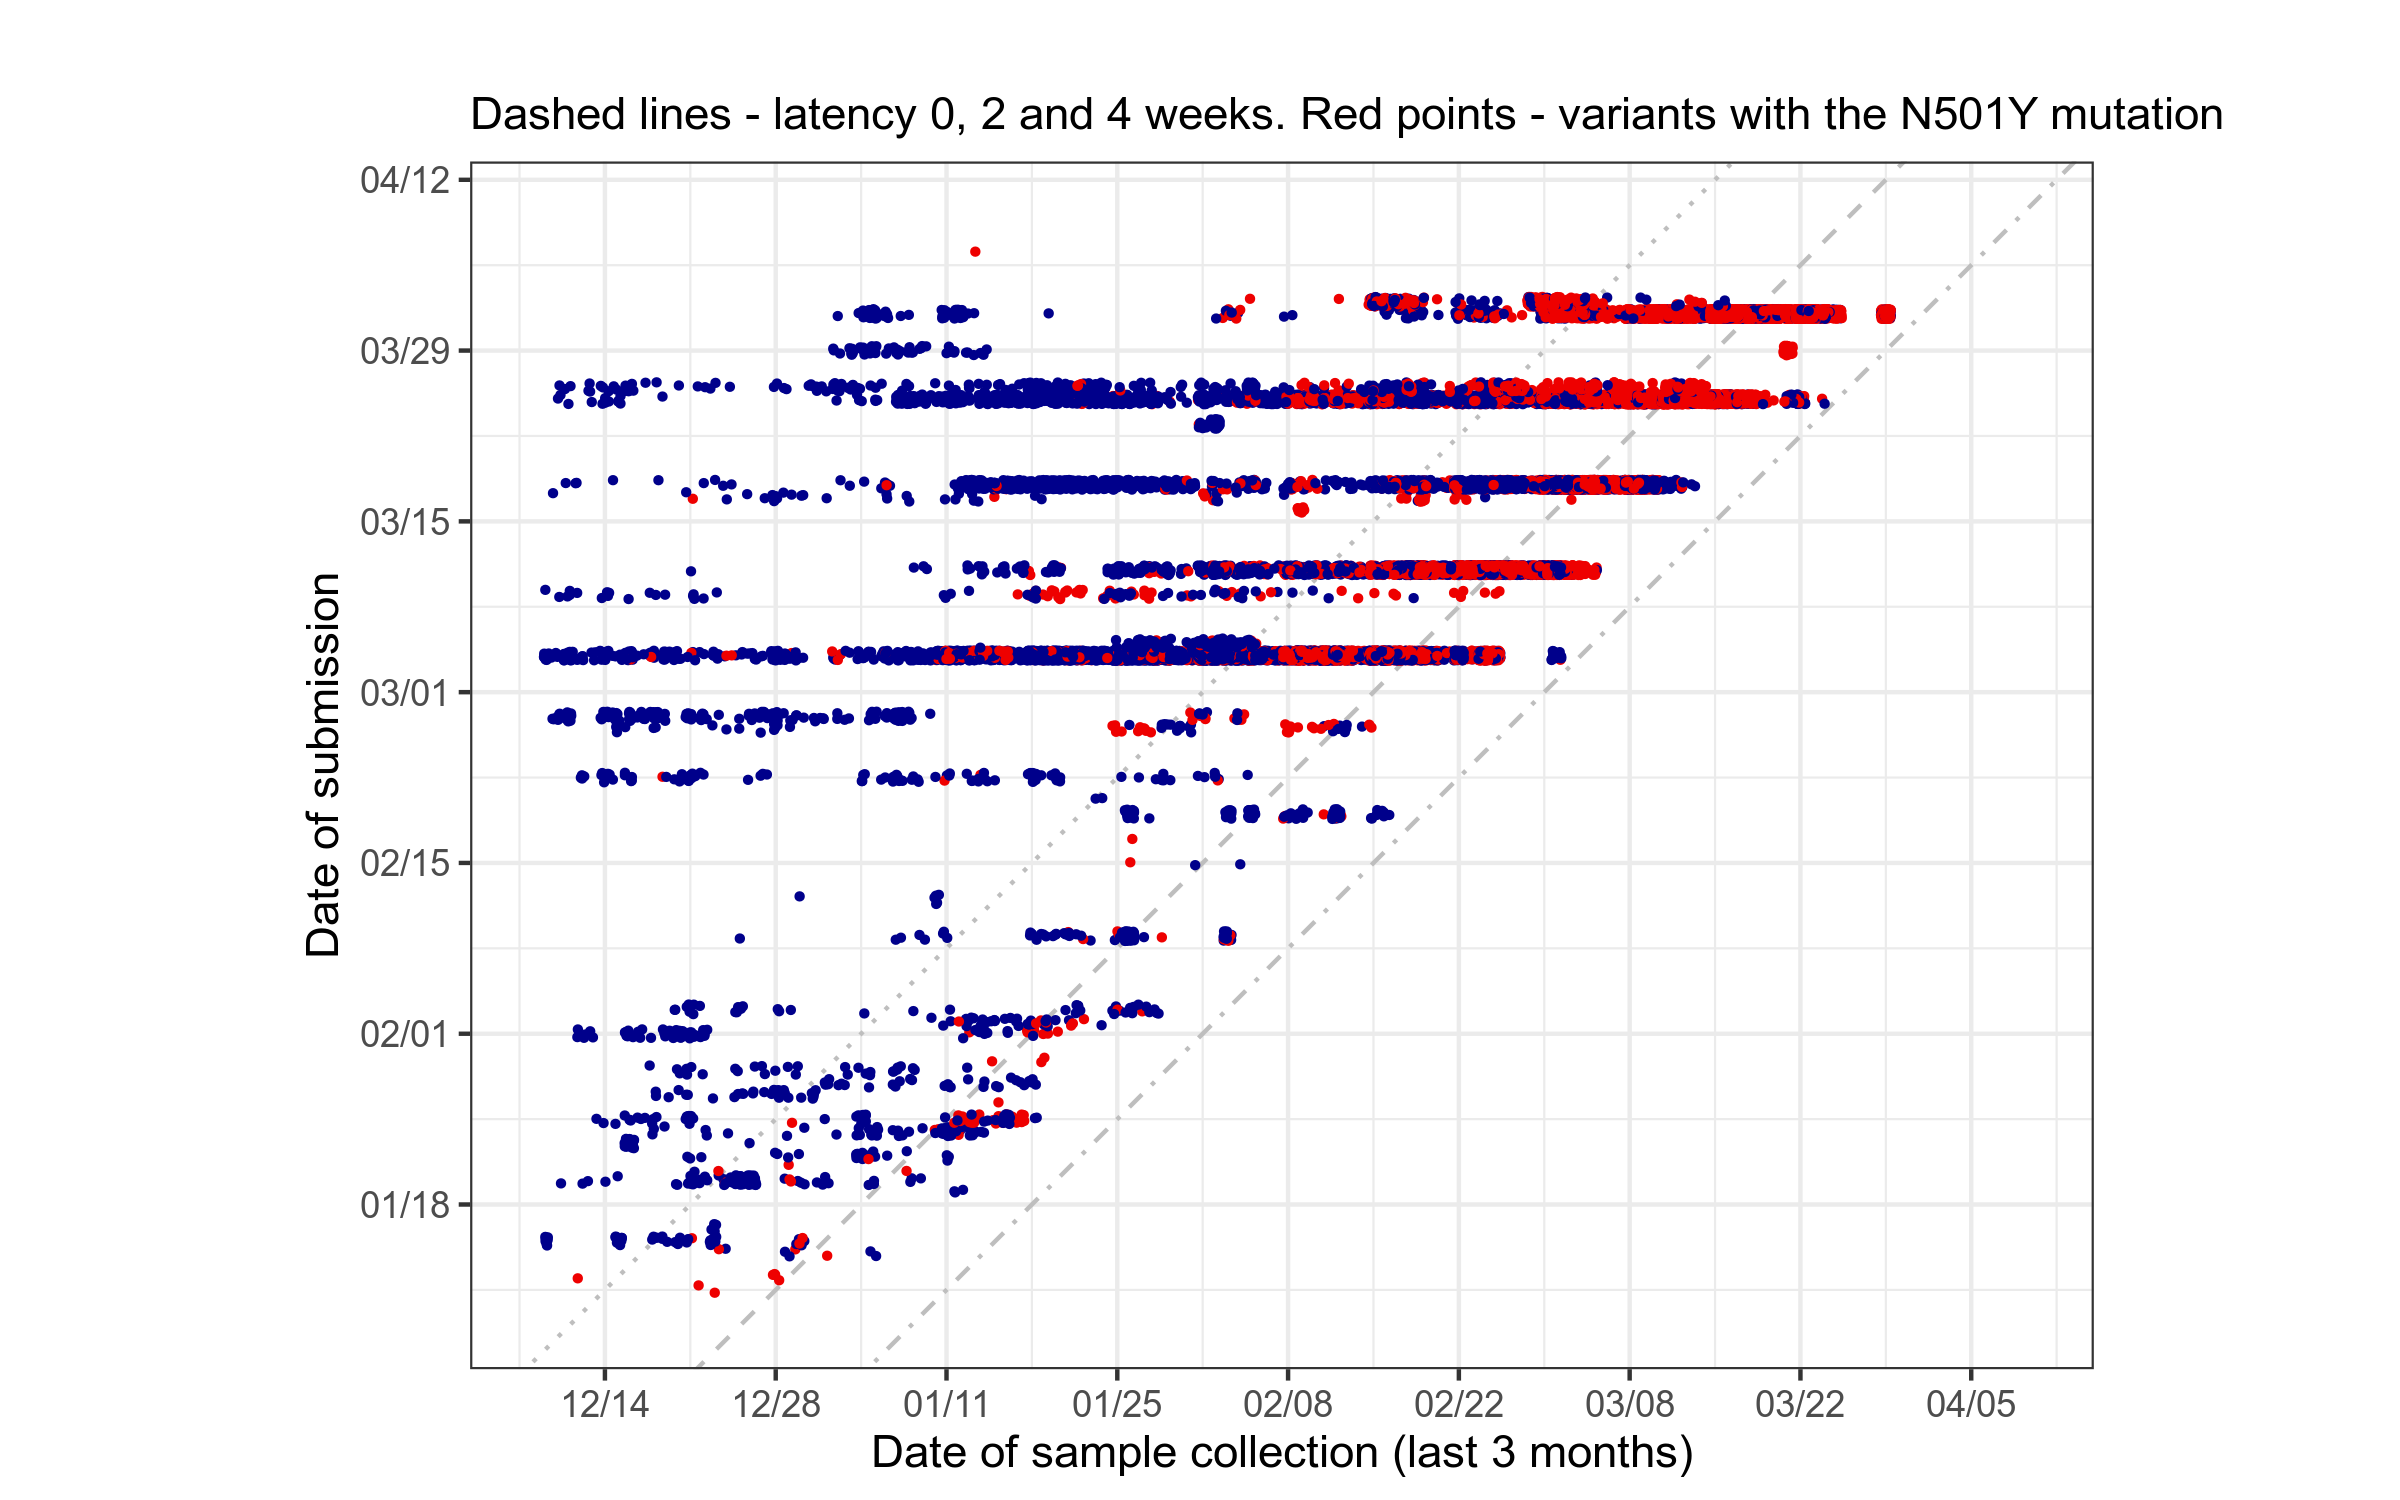 Dashed lines - latency 0, 2 and 4 weeks. Red points - variants with the N501Y mutation
04/12
03/29
03/15
03/01
02/15
02/01
01/18
Date of submission
12/14 12/28 01/11 01/25 02/08 02/22 03/08 03/22 04/05
Date of sample collection (last 3 months)